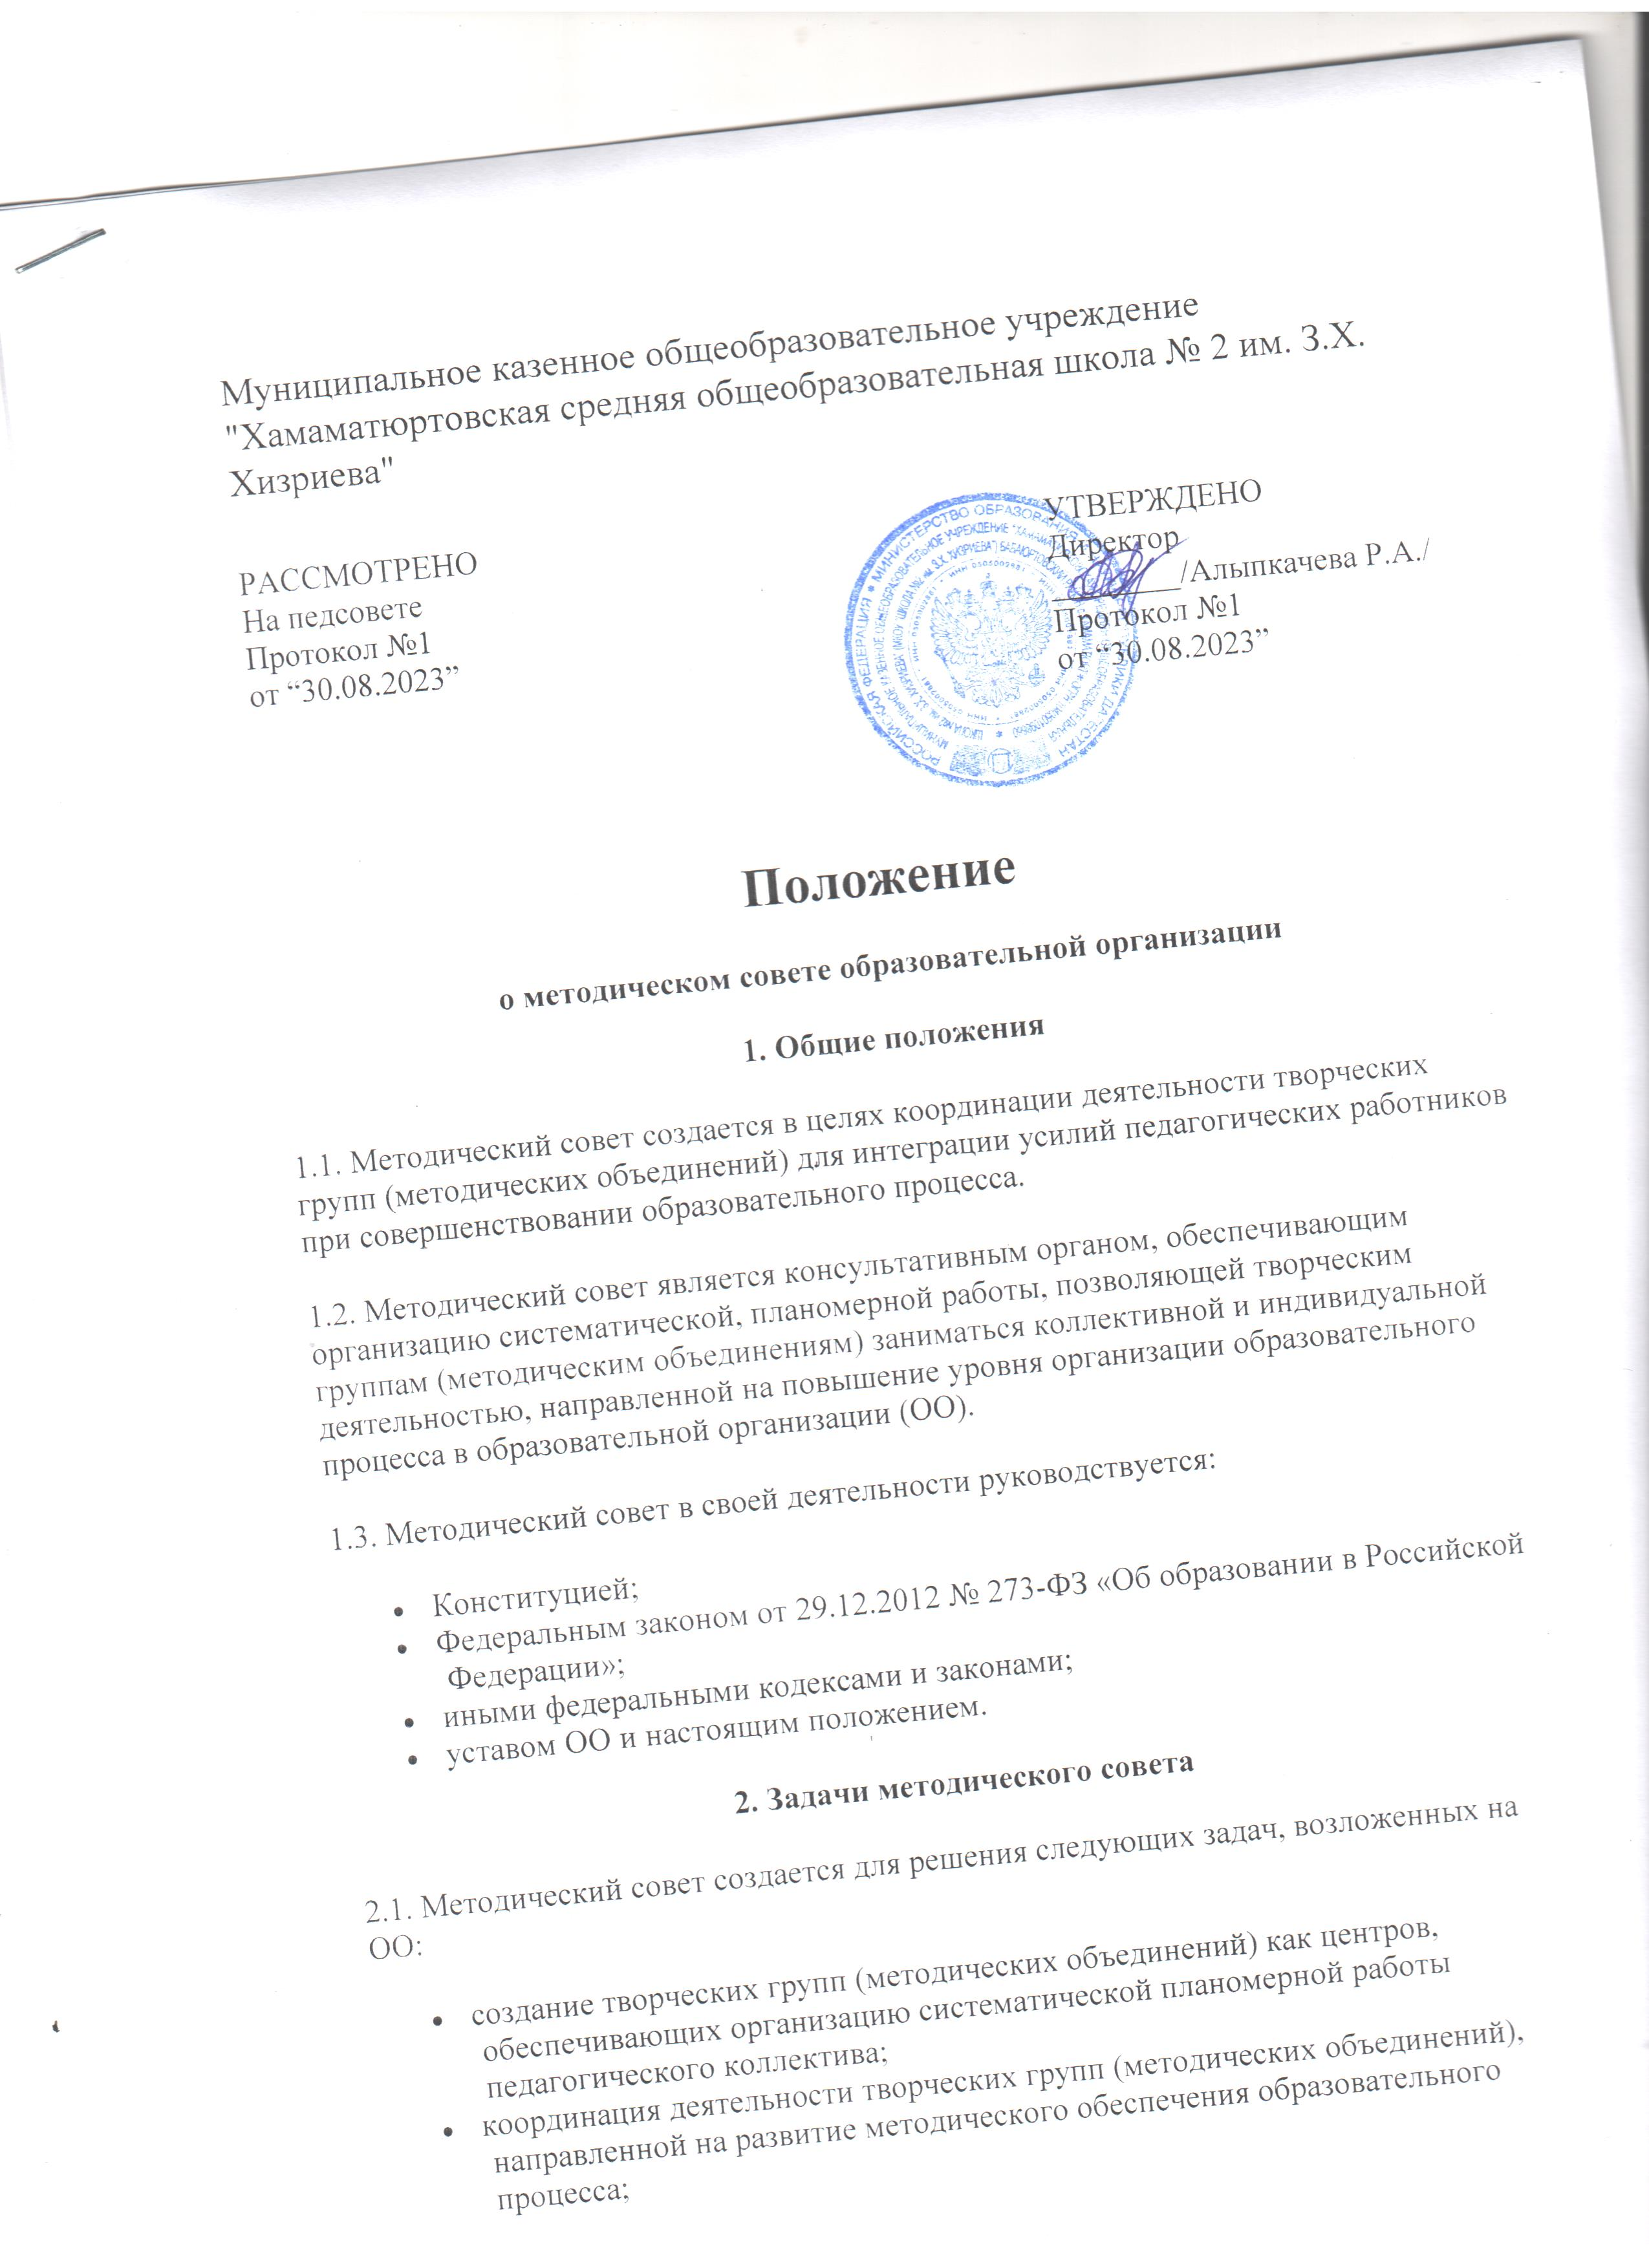 Муниципальное казенное общеобразовательное учреждение
"Хамаматюртовская средняя общеобразовательная школа № 2 им. З.Х.
Хизриева"
РАССМОТРЕНО
На педсовете
Протокол №1
от “30.08.2023”
УТВЕРЖДЕНО
Директор
/Алыпкачева Р.А./
Протокол №1
от “30.08.2023”
РОССИЙСКАЯ ФЕДЕРАЦИЯ * МИНИСТЕРСТВО ОБРАЗОВАНИЯ
Положение
о методическом совете образовательной организации
1. Общие положения
1.1. Методический совет создается в целях координации деятельности творческих
групп (методических объединений) для интеграции усилий педагогических работников
при совершенствовании образовательного процесса.
1.2. Методический совет является консультативным органом, обеспечивающим
организацию систематической, планомерной работы, позволяющей творческим
группам (методическим объединениям) заниматься коллективной и индивидуальной
деятельностью, направленной на повышение уровня организации образовательного
процесса в образовательной организации (ОО).
1.3. Методический совет в своей деятельности руководствуется:
• Конституцией;
• Федеральным законом от 29.12.2012 № 273-ФЗ «Об образовании в Российской
Федерации»;
• иными федеральными кодексами и законами;
• уставом ОО и настоящим положением.
2. Задачи методического совета
2.1. Методический совет создается для решения следующих задач, возложенных на
ОО:
• создание творческих групп (методических объединений) как центров,
обеспечивающих организацию систематической планомерной работы
педагогического коллектива;
• координация деятельности творческих групп (методических объединений),
направленной на развитие методического обеспечения образовательного
процесса;